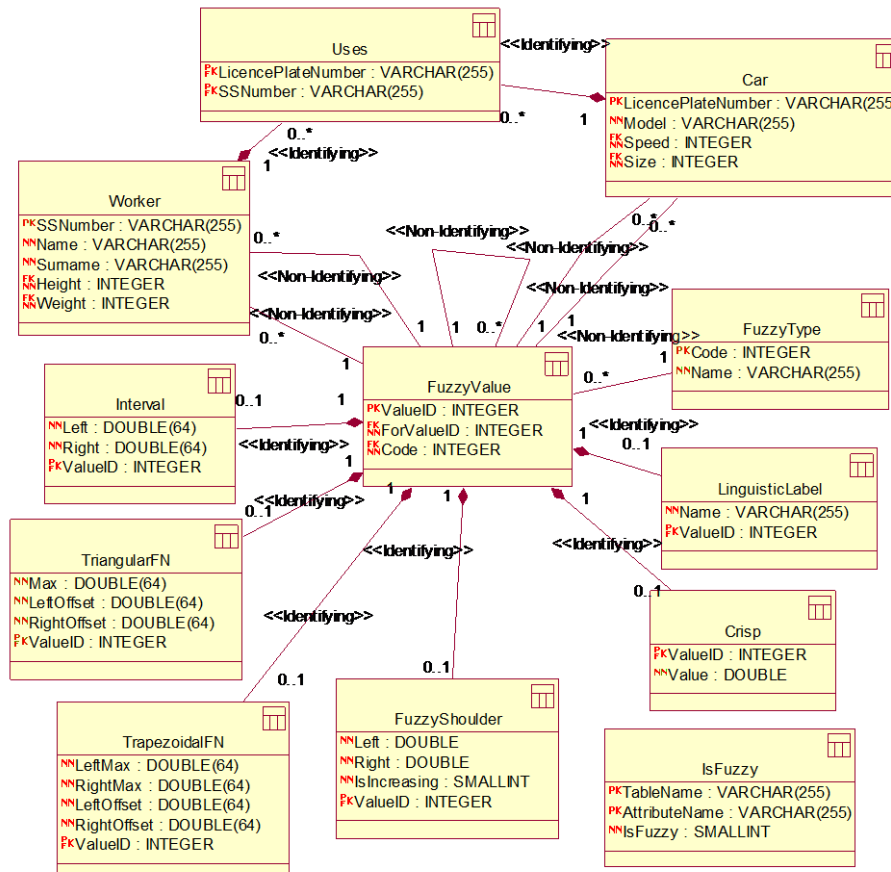 Uses
PFK LicencePlateNumber : VARCHAR(255)
PFK SSNumber : VARCHAR(255)
<<Identifying>>
0..*
1
Car
PK LicencePlateNumber : VARCHAR(255)
NN Model : VARCHAR(255)
FK NN Speed : INTEGER
FK NN Size : INTEGER
0..*
<<Identifying>>
1
Worker
PK SSNumber : VARCHAR(255)
NN Name : VARCHAR(255)
NN Surname : VARCHAR(255)
FK NN Height : INTEGER
FK NN Weight : INTEGER
0..*
<<Non-Identifying>>
<<Non-Identifying>>
0..*
<<Non-Identifying>>
<<Non-Identifying>>
0..*
0..*
<<Non-Identifying>>
<<Non-Identifying>>
1
1
0..*
1
1
1
FuzzyType
PK Code : INTEGER
NN Name : VARCHAR(255)
1
0..*
FuzzyValue
PK ValueID : INTEGER
FK NN ForValueID : INTEGER
FK NN Code : INTEGER
Interval
NN Left : DOUBLE(64)
NN Right : DOUBLE(64)
PFK ValueID : INTEGER
0..1
1
<<Identifying>>
1
<<Identifying>>
0..1
LinguisticLabel
NN Name : VARCHAR(255)
PFK ValueID : INTEGER
TriangularFN
NN Max : DOUBLE(64)
NN LeftOffset : DOUBLE(64)
NN RightOffset : DOUBLE(64)
PFK ValueID : INTEGER
0..1
1
<<Identifying>>
1
1
1
<<Identifying>>
<<Identifying>>
<<Identifying>>
0..1
0..1
0..1
Crisp
PFK ValueID : INTEGER
NN Value : DOUBLE
TrapezoidalFN
NN LeftMax : DOUBLE(64)
NN RightMax : DOUBLE(64)
NN LeftOffset : DOUBLE(64)
NN RightOffset : DOUBLE(64)
PFK ValueID : INTEGER
FuzzyShoulder
NN Left : DOUBLE
NN Right : DOUBLE
NN IsIncreasing : SMALLINT
PFK ValueID : INTEGER
IsFuzzy
PK TableName : VARCHAR(255)
PK AttributeName : VARCHAR(255)
NN IsFuzzy : SMALLINT